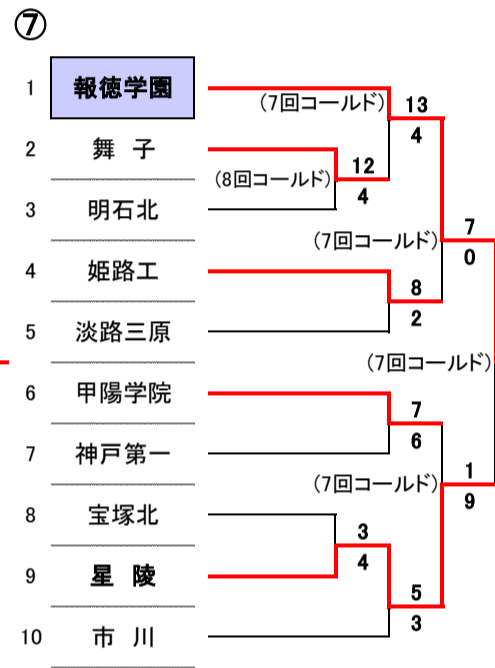 ⑦
1 報徳学園
(7回コールド) 13
4
2 舞 子
12
(8回コールド)
4
3 明石北
(7回コールド) 7
0
4 姫路工
8
2
5 淡路三原
(7回コールド)
6 甲陽学院
7
6
7 神戸第一
(7回コールド) 1
9
8 宝塚北
3
4
9 星 陵
5
3
10 市 川